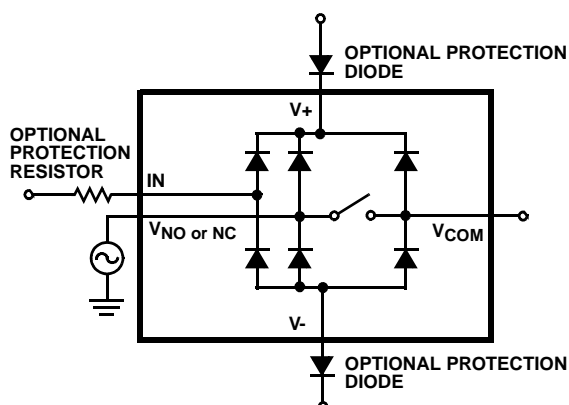 OPTIONAL PROTECTION
DIODE
V+
OPTIONAL
PROTECTION
RESISTOR
IN
VNO or NC
VCOM
V-
OPTIONAL PROTECTION
DIODE